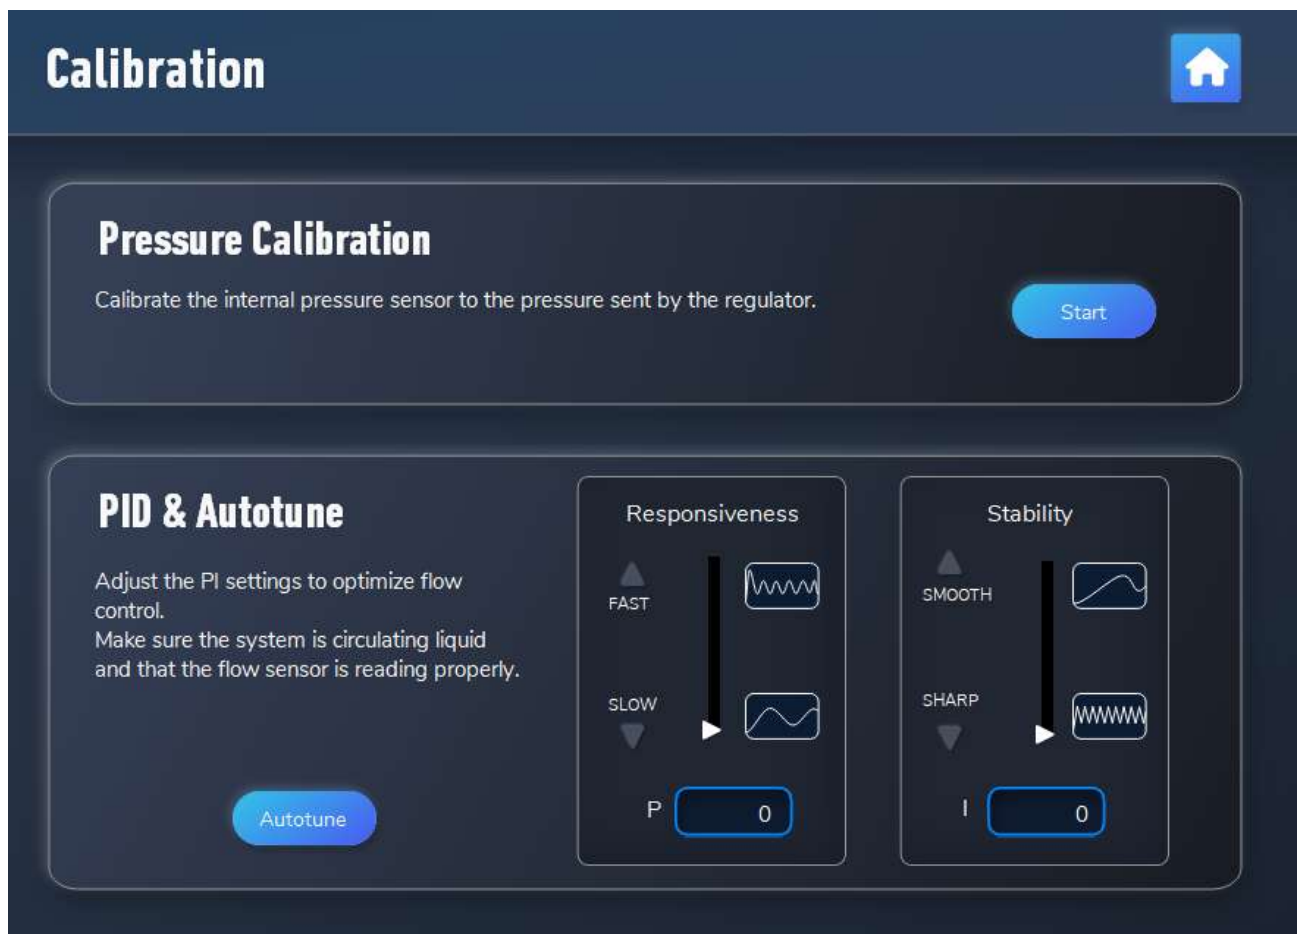 Calibration
Pressure Calibration
Calibrate the internal pressure sensor to the pressure sent by the regulator.
Start
PID & Autotune
Adjust the PI settings to optimize flow
control.
Make sure the system is circulating liquid
and that the flow sensor is reading properly.
Autotune
Responsiveness
FAST
SLOW
P 0
Stability
SMOOTH
SHARP
I 0